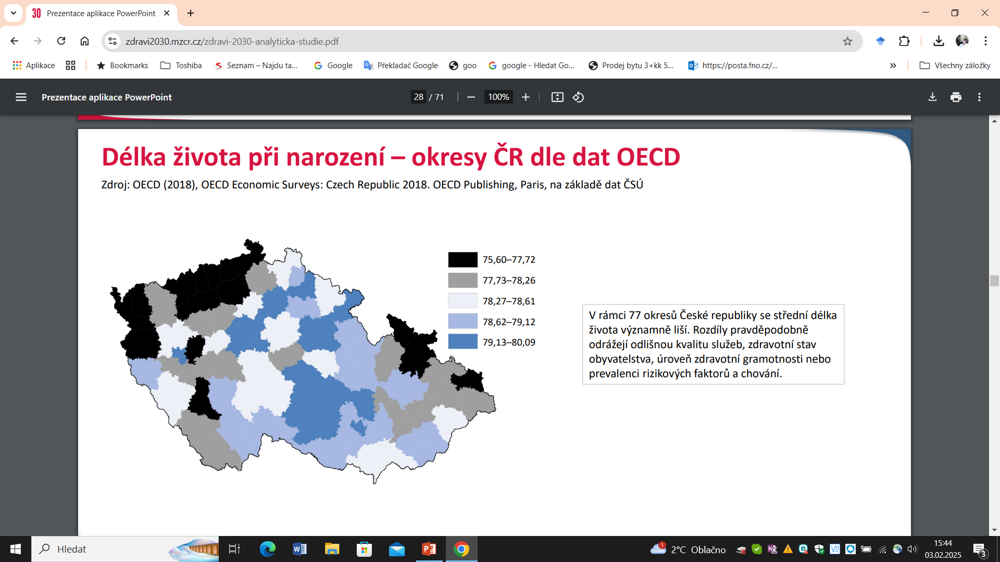 Prezentace aplikace PowerPoint
zdravi2030.mzcr.cz/zdravi-2030-analyticka-studie.pdf
Aplikace
Bookmarks
Toshiba
Seznam – Najdu ta...
Google
Překladač Google
goo
google - Hledat Go...
Prodej bytu 3+kk 5...
https://posta.fno.cz/...
»
Všechny záložky
Prezentace aplikace PowerPoint
28 / 71
100%
Délka života při narození – okresy ČR dle dat OECD
Zdroj: OECD (2018), OECD Economic Surveys: Czech Republic 2018. OECD Publishing, Paris, na základě dat ČSÚ
75,60–77,72
77,73–78,26
78,27–78,61
78,62–79,12
79,13–80,09
V rámci 77 okresů České republiky se střední délka
života významně liší. Rozdíly pravděpodobně
odrážejí odlišnou kvalitu služeb, zdravotní stav
obyvatelstva, úroveň zdravotní gramotnosti nebo
prevalenci rizikových faktorů a chování.
Hledat
1
2°C Oblačno
15:44
03.02.2025
3